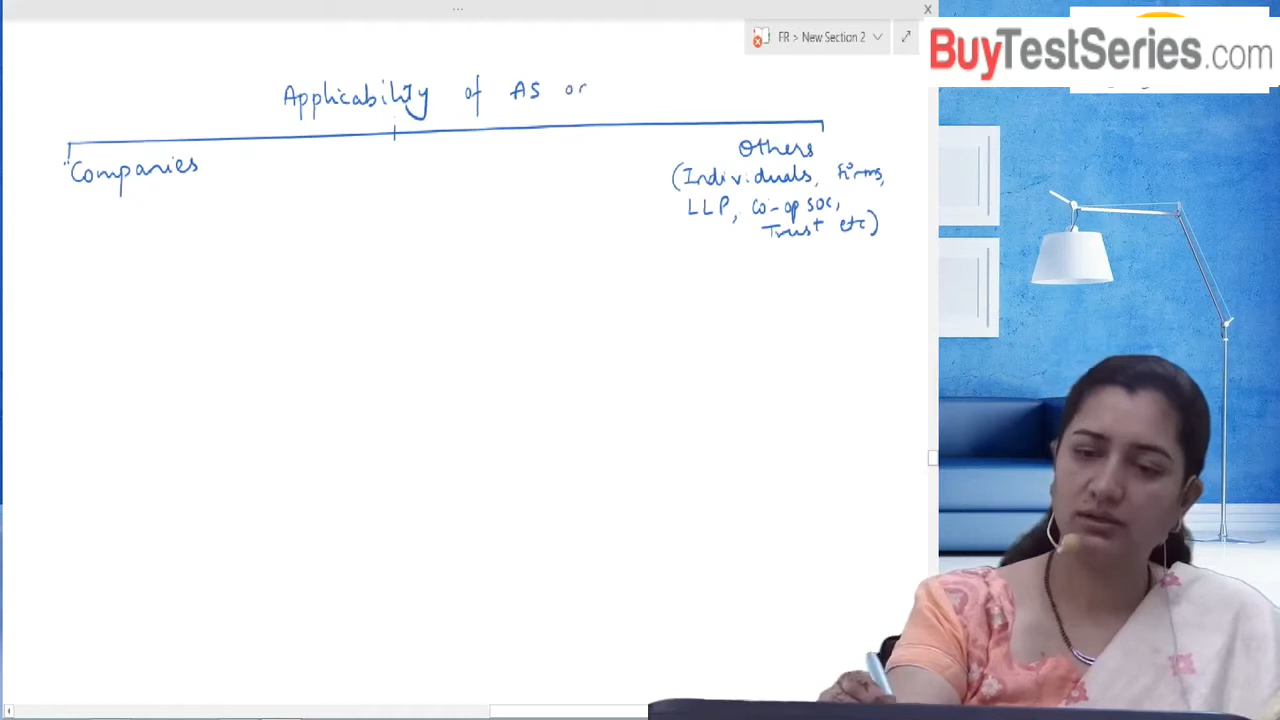 FR > New Section 2
BuyTestSeries.com
Applicability of AS or
Companies
Others
(Individuals, Firms,
LLP, Co-op soc,
Trust etc)